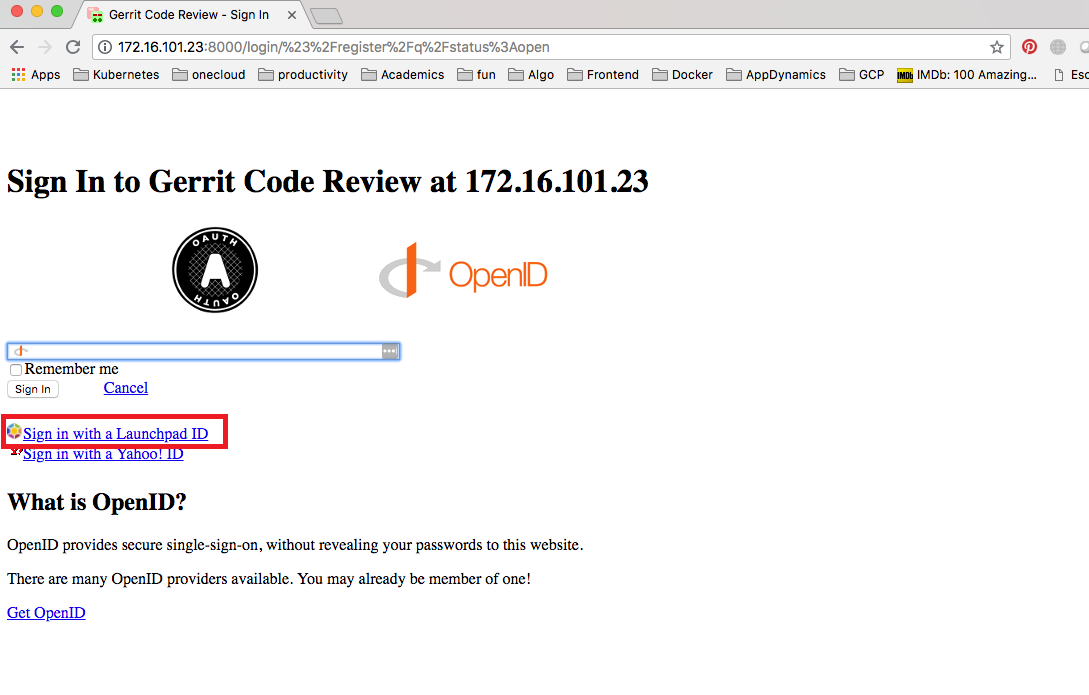 Gerrit Code Review - Sign In
172.16.101.23:8000/login/%23%2Fregister%2Fq%2Fstatus%3Aopen
Apps Kubernetes onecloud productivity Academics fun Algo Frontend Docker AppDynamics GCP IMDb IMDb: 100 Amazing... Esc
Sign In to Gerrit Code Review at 172.16.101.23
OAUTH A OAUTH OpenID
Remember me
Sign In Cancel
Sign in with a Launchpad ID
Sign in with a Yahoo! ID
What is OpenID?
OpenID provides secure single-sign-on, without revealing your passwords to this website.
There are many OpenID providers available. You may already be member of one!
Get OpenID